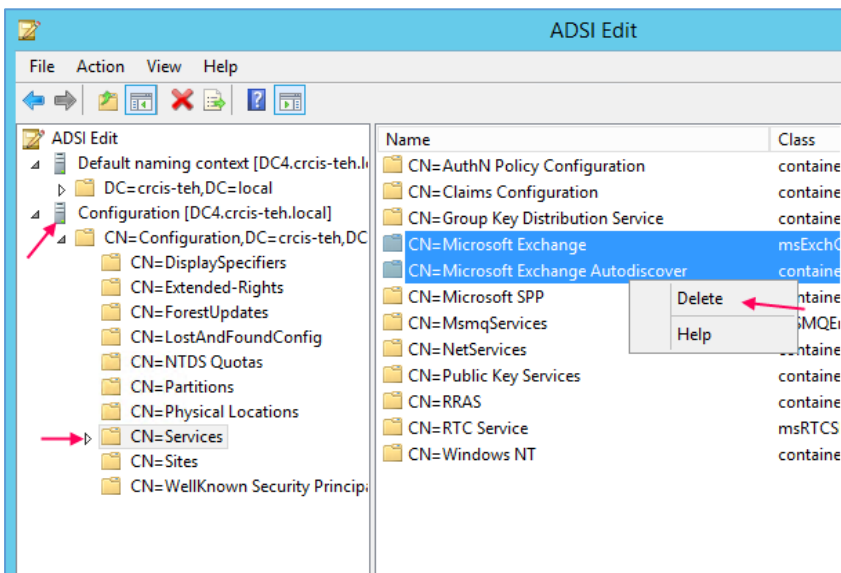 ADSI Edit
File Action View Help
ADSI Edit
Default naming context [DC4.crcis-teh.l
DC=crcis-teh,DC=local
Configuration [DC4.crcis-teh.local]
CN=Configuration,DC=crcis-teh,DC
CN=DisplaySpecifiers
CN=Extended-Rights
CN=ForestUpdates
CN=LostAndFoundConfig
CN=NTDS Quotas
CN=Partitions
CN=Physical Locations
CN=Services
CN=Sites
CN=WellKnown Security Princip
Name Class
CN=AuthN Policy Configuration containe
CN=Claims Configuration containe
CN=Group Key Distribution Service containe
CN=Microsoft Exchange msExchC
CN=Microsoft Exchange Autodiscover containe
CN=Microsoft SPP ntaine
CN=MsmqServices SMQE
CN=NetServices containe
CN=Public Key Services containe
CN=RRAS containe
CN=RTC Service msRTCS
CN=Windows NT containe
Delete
Help